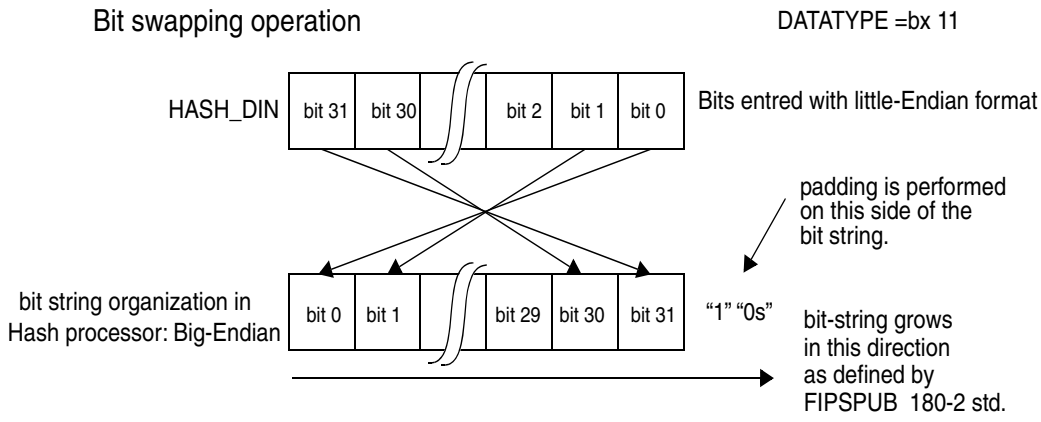 Bit swapping operation
DATATYPE =bx 11
HASH_DIN
bit 31 bit 30 bit 2 bit 1 bit 0
Bits entred with little-Endian format
padding is performed
on this side of the
bit string.
bit string organization in
Hash processor: Big-Endian
bit 0 bit 1 bit 29 bit 30 bit 31
“1” “0s”
bit-string grows
in this direction
as defined by
FIPSPUB 180-2 std.